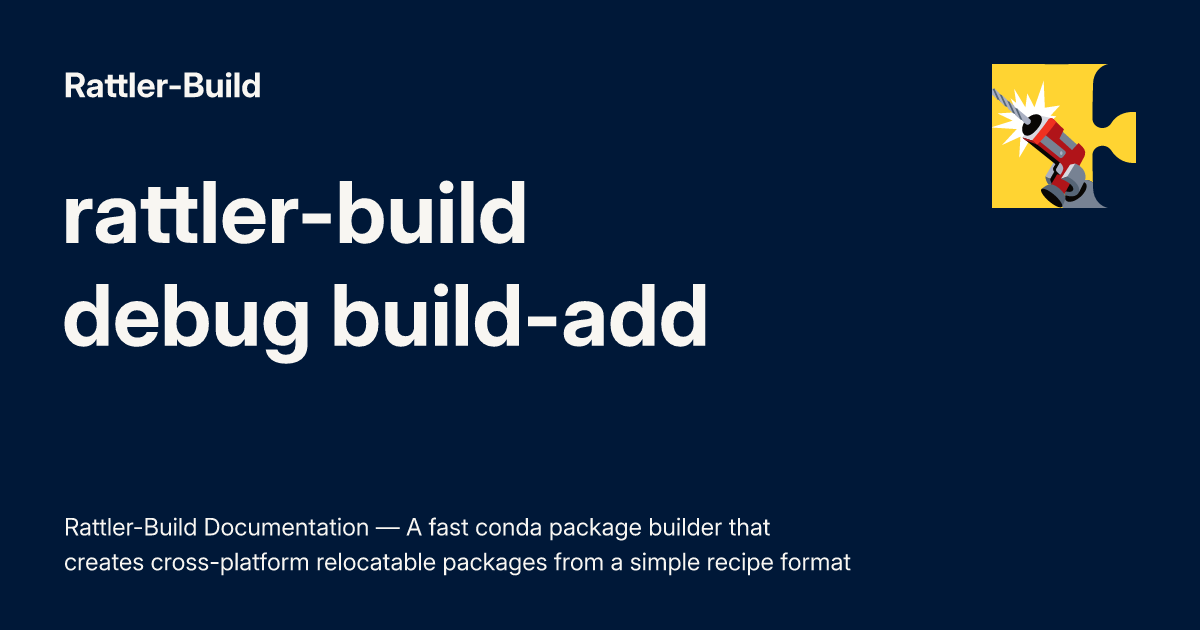 Rattler-Build
rattler-build
debug build-add
Rattler-Build Documentation — A fast conda package builder that
creates cross-platform relocatable packages from a simple recipe format